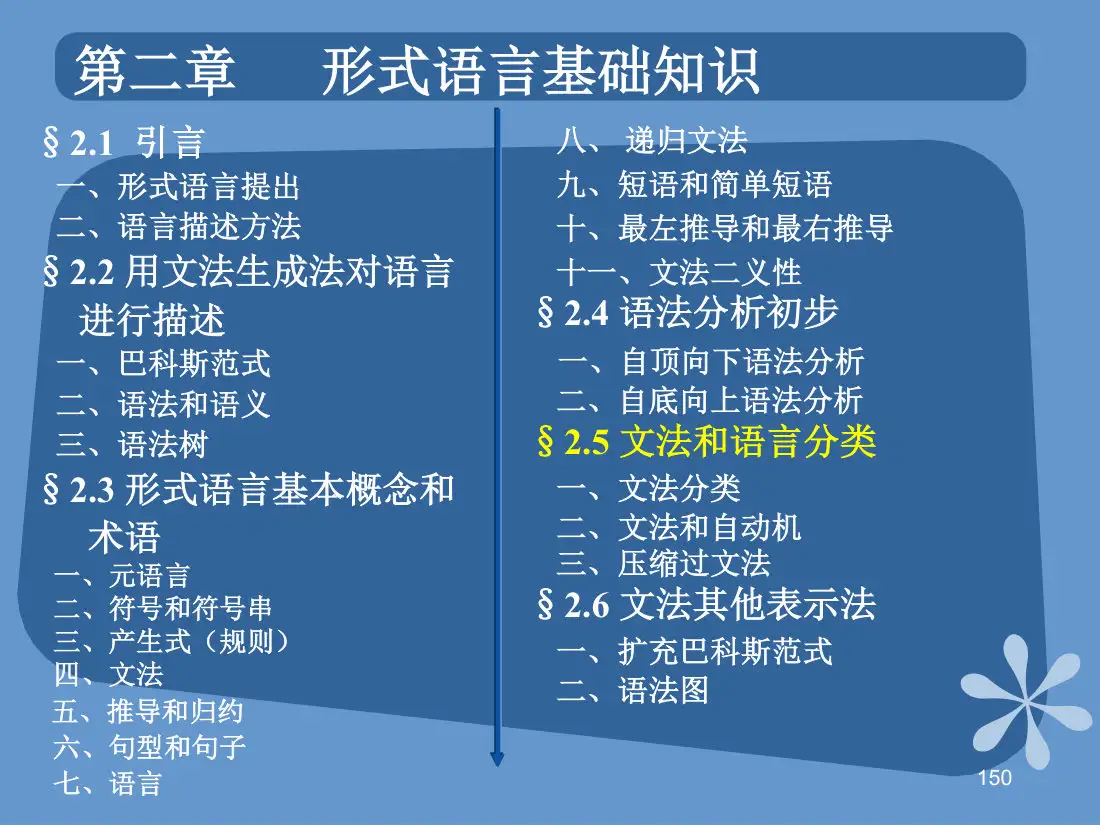 第二章 形式语言基础知识
§2.1 引言
一、形式语言提出
二、语言描述方法
§2.2 用文法生成法对语言
进行描述
一、巴科斯范式
二、语法和语义
三、语法树
§2.3 形式语言基本概念和
术语
一、元语言
二、符号和符号串
三、产生式（规则）
四、文法
五、推导和归约
六、句型和句子
七、语言
八、 递归文法
九、短语和简单短语
十、最左推导和最右推导
十一、文法二义性
§2.4 语法分析初步
一、自顶向下语法分析
二、自底向上语法分析
§2.5 文法和语言分类
一、文法分类
二、文法和自动机
三、压缩过文法
§2.6 文法其他表示法
一、扩充巴科斯范式
二、语法图
150